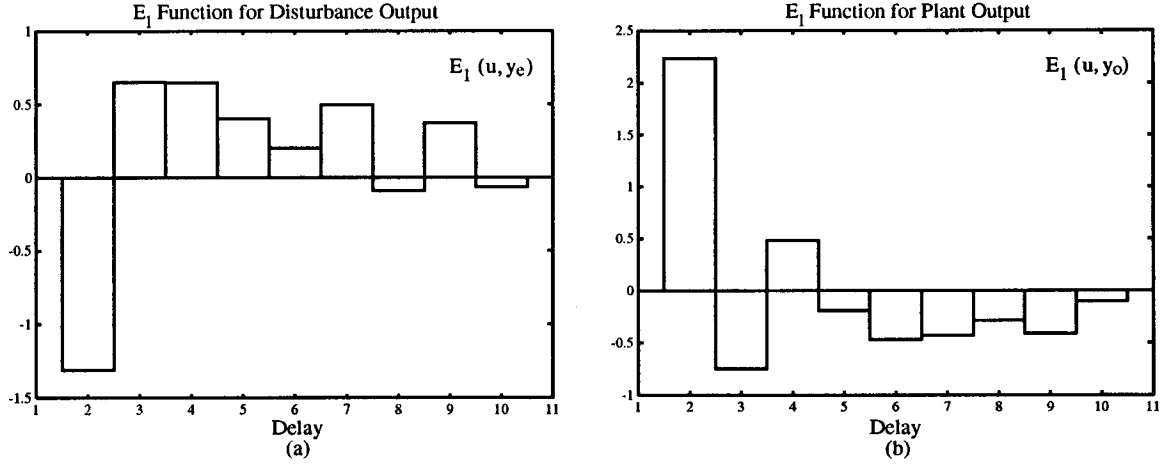 E1 Function for Disturbance Output
1
0.5
0
-0.5
-1
-1.5
E1 (u, ye)
1 2 3 4 5 6 7 8 9 10 11
Delay
(a)
E1 Function for Plant Output
2.5
2
1.5
1
0.5
0
-0.5
-1
E1 (u, yo)
1 2 3 4 5 6 7 8 9 10 11
Delay
(b)